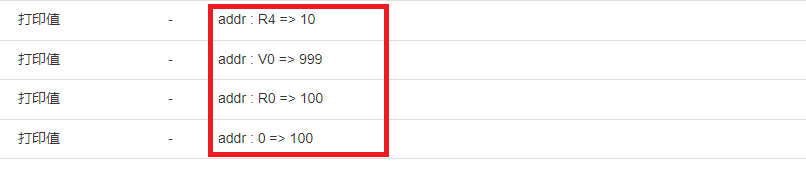 打印值 - addr : R4 => 10
打印值 - addr : V0 => 999
打印值 - addr : R0 => 100
打印值 - addr : 0 => 100